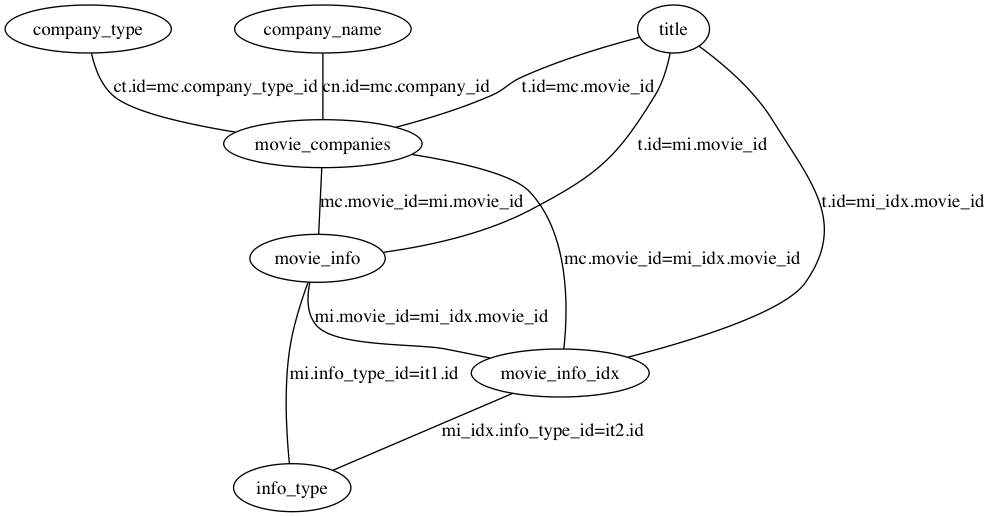 company_type
company_name
title
ct.id=mc.company_type_id
cn.id=mc.company_id
t.id=mc.movie_id
movie_companies
t.id=mi.movie_id
mc.movie_id=mi.movie_id
t.id=mi_idx.movie_id
movie_info
mc.movie_id=mi_idx.movie_id
mi.movie_id=mi_idx.movie_id
mi.info_type_id=it1.id
movie_info_idx
mi_idx.info_type_id=it2.id
info_type